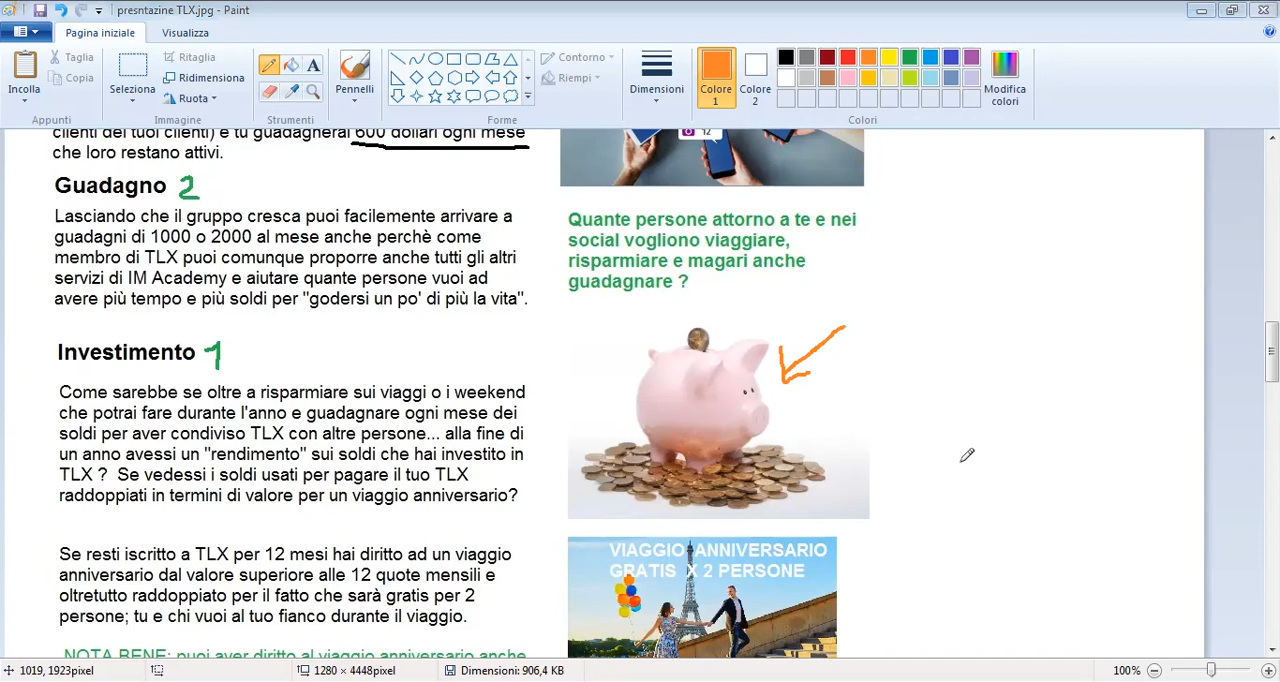 presntazine TLX.jpg - Paint
Pagina iniziale
Visualizza
Incolla
Taglia
Copia
Appunti
Seleziona
Ritaglia
Ridimensiona
Ruota
Immagine
A
Strumenti
Pennelli
Forme
Contorno
Riempi
Dimensioni
Colore
1
Colore
2
Modifica
colori
Colori
clienti dei tuoi clienti) e tu guadagnerai 600 dollari ogni mese
che loro restano attivi.
12
Guadagno 2
Lasciando che il gruppo cresca puoi facilmente arrivare a
guadagni di 1000 o 2000 al mese anche perchè come
membro di TLX puoi comunque proporre anche tutti gli altri
servizi di IM Academy e aiutare quante persone vuoi ad
avere più tempo e più soldi per "godersi un po' di più la vita".
Quante persone attorno a te e nei
social vogliono viaggiare,
risparmiare e magari anche
guadagnare ?
Investimento 1
Come sarebbe se oltre a risparmiare sui viaggi o i weekend
che potrai fare durante l'anno e guadagnare ogni mese dei
soldi per aver condiviso TLX con altre persone... alla fine di
un anno avessi un "rendimento" sui soldi che hai investito in
TLX ? Se vedessi i soldi usati per pagare il tuo TLX
raddoppiati in termini di valore per un viaggio anniversario?
Se resti iscritto a TLX per 12 mesi hai diritto ad un viaggio
anniversario dal valore superiore alle 12 quote mensili e
oltretutto raddoppiato per il fatto che sarà gratis per 2
persone; tu e chi vuoi al tuo fianco durante il viaggio.
VIAGGIO ANNIVERSARIO
GRATIS X 2 PERSONE
NOTA BENE: puoi aver diritto al viaggio anniversario anche
1019, 1923pixel
1280 × 4448pixel
Dimensioni: 906,4 KB
100%